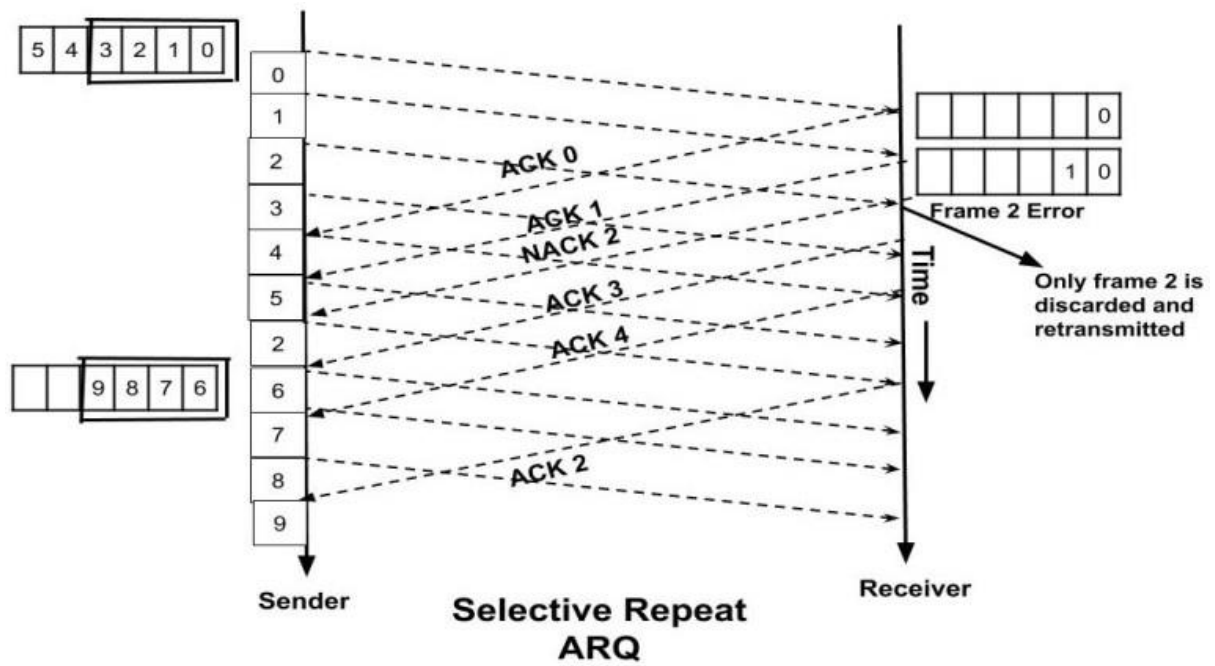 5 4 3 2 1 0
0
1
2
3
4
5
2
6
7
8
9
ACK 0
ACK 1
NACK 2
ACK 3
ACK 4
ACK 2
0
1 0
Frame 2 Error
Time
Only frame 2 is
discarded and
retransmitted
9 8 7 6
Sender
Receiver
Selective Repeat
ARQ